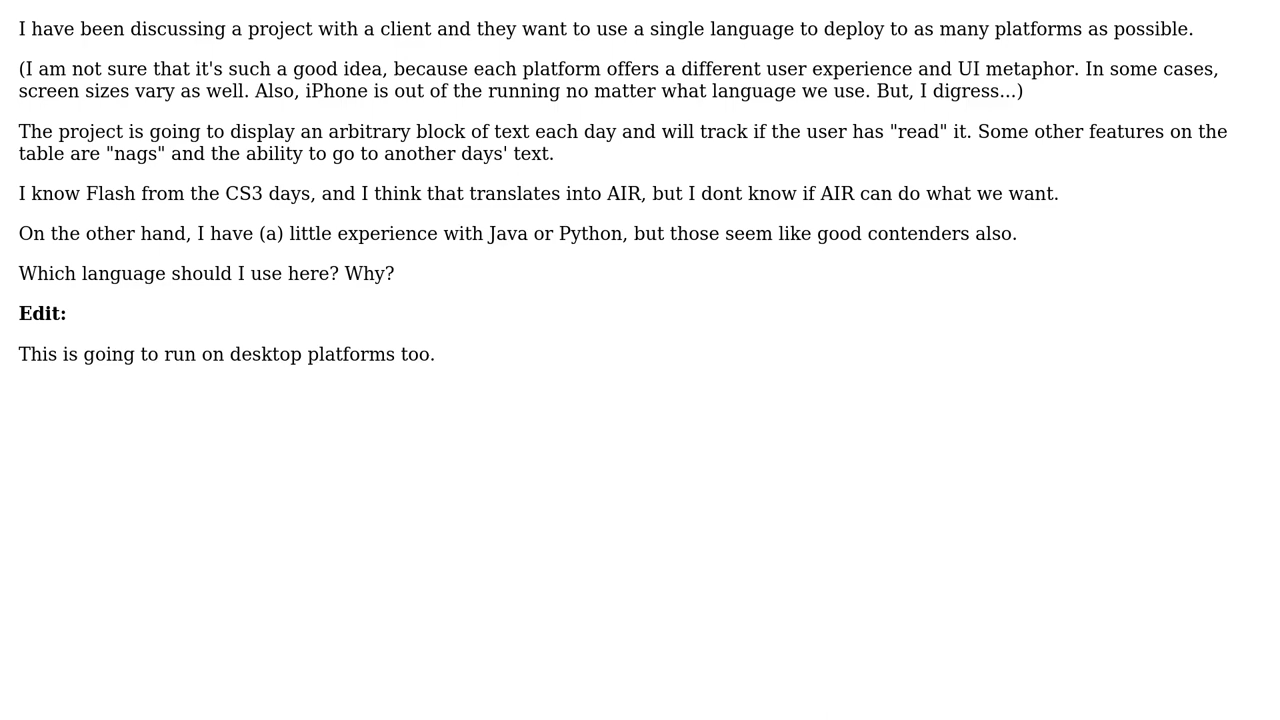 I have been discussing a project with a client and they want to use a single language to deploy to as many platforms as possible.
(I am not sure that it's such a good idea, because each platform offers a different user experience and UI metaphor. In some cases,
screen sizes vary as well. Also, iPhone is out of the running no matter what language we use. But, I digress...)
The project is going to display an arbitrary block of text each day and will track if the user has "read" it. Some other features on the
table are "nags" and the ability to go to another days' text.
I know Flash from the CS3 days, and I think that translates into AIR, but I dont know if AIR can do what we want.
On the other hand, I have (a) little experience with Java or Python, but those seem like good contenders also.
Which language should I use here? Why?
Edit:
This is going to run on desktop platforms too.